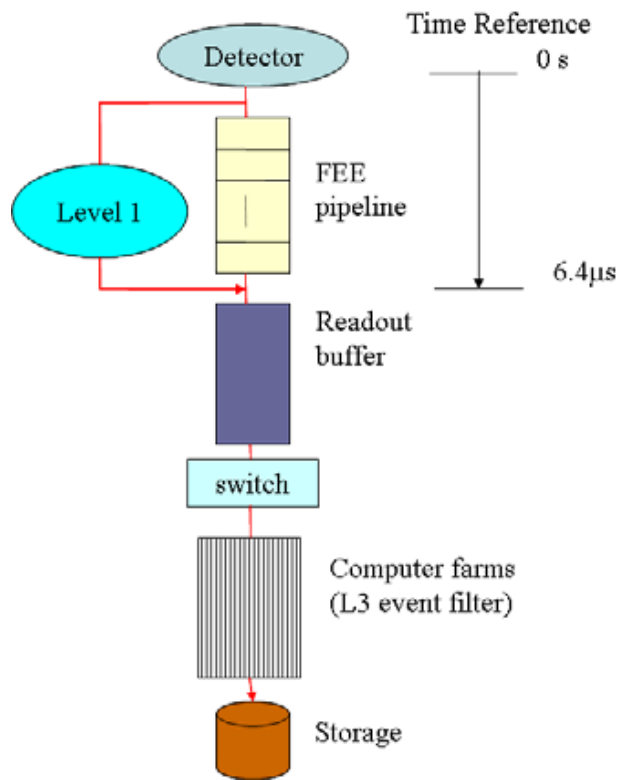 Time Reference
0 s
Detector
FEE
pipeline
Level 1
6.4μs
Readout
buffer
switch
Computer farms
(L3 event filter)
Storage